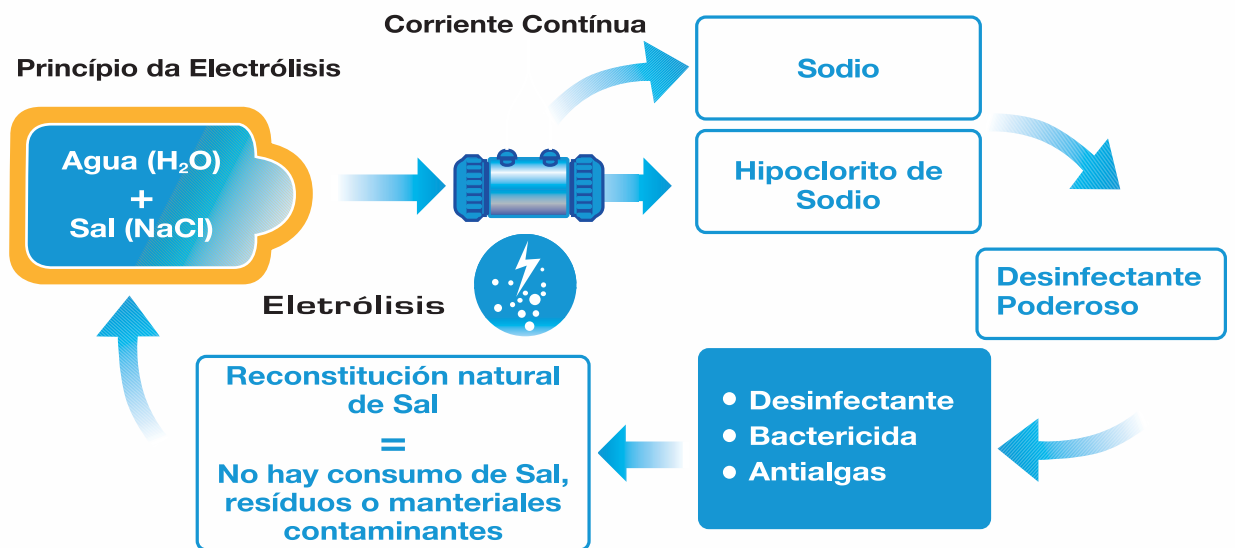 Corriente Contínua
Princípio da Electrólisis
Agua (H₂O)
+
Sal (NaCl)
Sodio
Hipoclorito de
Sodio
Desinfectante
Poderoso
Eletrólisis
• Desinfectante
• Bactericida
• Antialgas
Reconstitución natural
de Sal
=
No hay consumo de Sal,
resíduos o manteriales
contaminantes